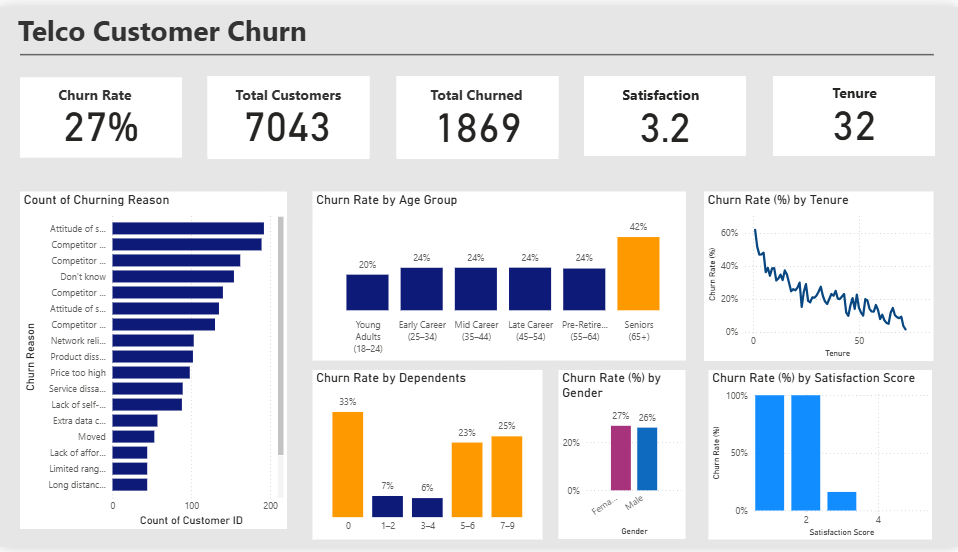 Telco Customer Churn
Churn Rate
27%
Total Customers
7043
Total Churned
1869
Satisfaction
3.2
Tenure
32
Count of Churning Reason
Churn Reason
Attitude of s...
Competitor ...
Competitor ...
Don't know
Competitor ...
Attitude of s...
Competitor ...
Network reli...
Product diss...
Price too high
Service dissa...
Lack of self-...
Extra data c...
Moved
Lack of affor...
Limited rang...
Long distanc...
0 100 200
Count of Customer ID
Churn Rate by Age Group
20% 24% 24% 24% 24% 42%
Young Early Career Mid Career Late Career Pre-Retire... Seniors
Adults (25–34) (35–44) (45–54) (55–64) (65+)
(18–24)
Churn Rate (%) by Tenure
Churn Rate (%)
60%
40%
20%
0%
0 50
Tenure
Churn Rate by Dependents
33% 7% 6% 23% 25%
0 1–2 3–4 5–6 7–9
Churn Rate (%) by
Gender
27% 26%
20%
0%
Fema... Male
Gender
Churn Rate (%) by Satisfaction Score
Churn Rate (%)
100%
50%
0%
2 4
Satisfaction Score